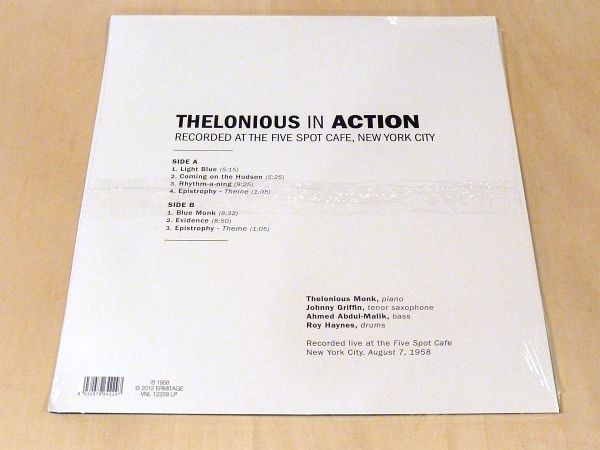 THELONIOUS IN ACTION
RECORDED AT THE FIVE SPOT CAFE, NEW YORK CITY
SIDE A
1. Light Blue (5:15)
2. Coming on the Hudson (5:25)
3. Rhythm-a-ning (9:25)
4. Epistrophy - Theme (1:05)
SIDE B
1. Blue Monk (8:32)
2. Evidence (8:50)
3. Epistrophy - Theme (1:05)
Thelonious Monk, piano
Johnny Griffin, tenor saxophone
Ahmed Abdul-Malik, bass
Roy Haynes, drums
Recorded live at the Five Spot Cafe
New York City. August 7, 1958
℗ 1958
© 2012 ERMITAGE
VNL 12229 LP